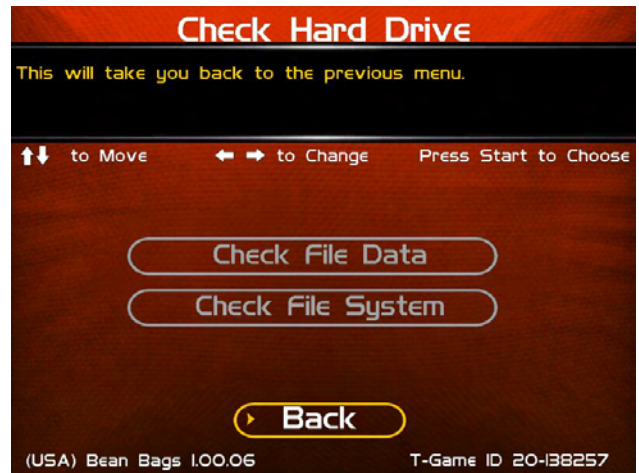 Check Hard Drive
This will take you back to the previous menu.
to Move to Change Press Start to Choose
Check File Data
Check File System
Back
(USA) Bean Bags 1.00.06 T-Game ID 20-138257